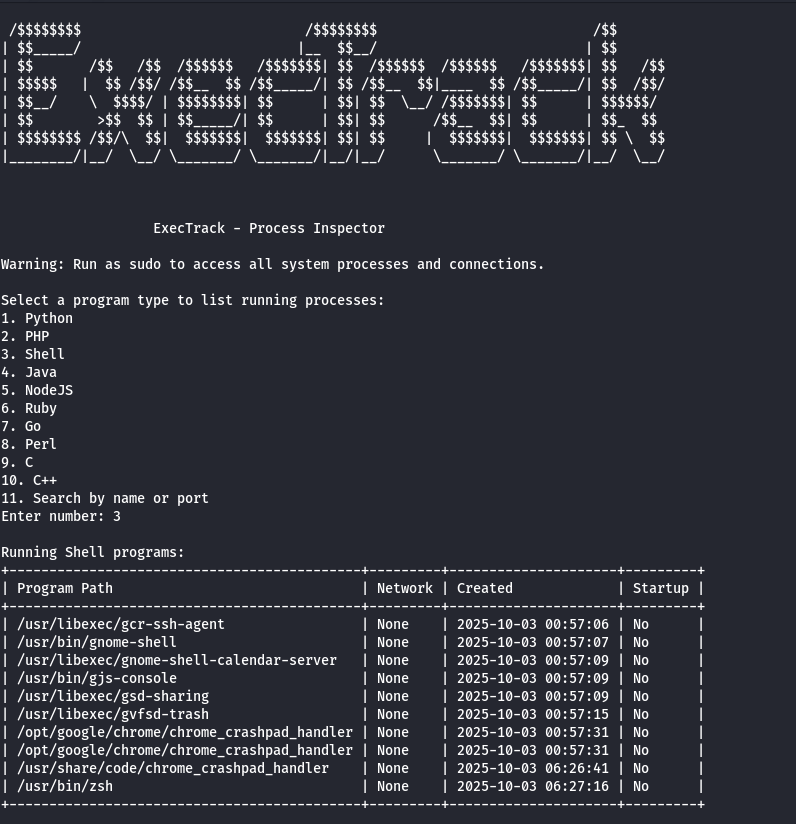 /$$$$$$$$                            /$$$$$$$$                           /$$
| $$_____/                           |__  $$__/                          | $$
| $$       /$$   /$$  /$$$$$$   /$$$$$$$| $$  /$$$$$$  /$$$$$$   /$$$$$$$| $$   /$$
| $$$$$   |  $$ /$$/ /$$__  $$ /$$_____/| $$ /$$__  $$|____  $$ /$$_____/| $$  /$$/
| $$__/    \  $$$$/ | $$$$$$$$| $$      | $$| $$  \__/ /$$$$$$$| $$      | $$$$$$/
| $$        >$$  $$ | $$_____/| $$      | $$| $$      /$$__  $$| $$      | $$_  $$
| $$$$$$$$ /$$/\  $$|  $$$$$$$|  $$$$$$$| $$| $$     |  $$$$$$$|  $$$$$$$| $$ \  $$
|________/|__/  \__/ \_______/ \_______/|__/|__/      \_______/ \_______/|__/  \__/
ExecTrack - Process Inspector
Warning: Run as sudo to access all system processes and connections.
Select a program type to list running processes:
1. Python
2. PHP
3. Shell
4. Java
5. NodeJS
6. Ruby
7. Go
8. Perl
9. C
10. C++
11. Search by name or port
Enter number: 3
Running Shell programs:
+--------------------------------------------+---------+---------------------+---------+
| Program Path                               | Network | Created             | Startup |
+--------------------------------------------+---------+---------------------+---------+
| /usr/libexec/gcr-ssh-agent                 | None    | 2025-10-03 00:57:06 | No      |
| /usr/bin/gnome-shell                       | None    | 2025-10-03 00:57:07 | No      |
| /usr/libexec/gnome-shell-calendar-server   | None    | 2025-10-03 00:57:09 | No      |
| /usr/bin/gjs-console                       | None    | 2025-10-03 00:57:09 | No      |
| /usr/libexec/gsd-sharing                   | None    | 2025-10-03 00:57:09 | No      |
| /usr/libexec/gvfsd-trash                   | None    | 2025-10-03 00:57:15 | No      |
| /opt/google/chrome/chrome_crashpad_handler | None    | 2025-10-03 00:57:31 | No      |
| /opt/google/chrome/chrome_crashpad_handler | None    | 2025-10-03 00:57:31 | No      |
| /usr/share/code/chrome_crashpad_handler    | None    | 2025-10-03 06:26:41 | No      |
| /usr/bin/zsh                               | None    | 2025-10-03 06:27:16 | No      |
+--------------------------------------------+---------+---------------------+---------+